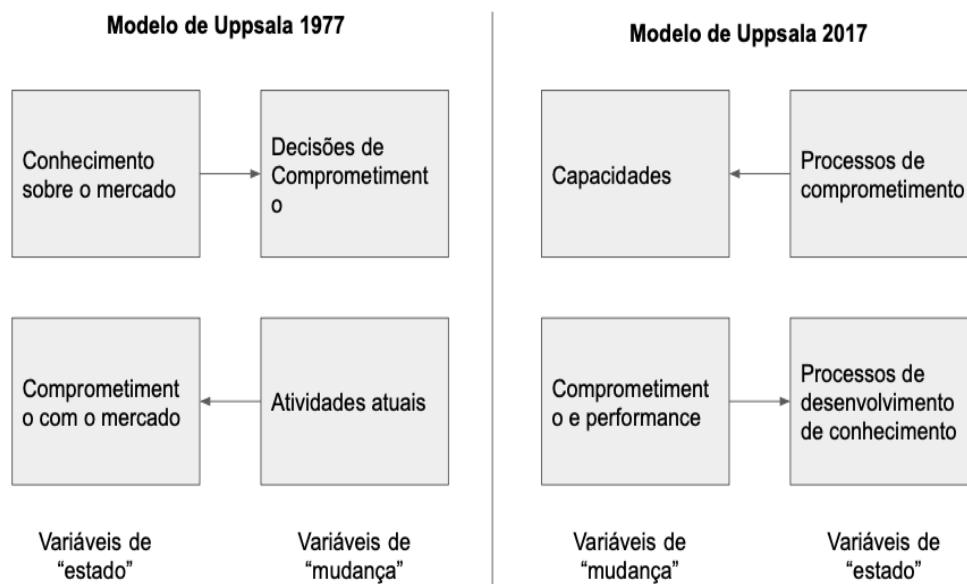 Modelo de Uppsala 1977
Conhecimento
sobre o mercado
Decisões de
Comprometiment
o
Comprometiment
o com o mercado
Atividades atuais
Variáveis de
“estado”
Variáveis de
“mudança”
Modelo de Uppsala 2017
Capacidades
Processos de
comprometimento
Comprometiment
o e performance
Processos de
desenvolvimento
de conhecimento
Variáveis de
“mudança”
Variáveis de
“estado”